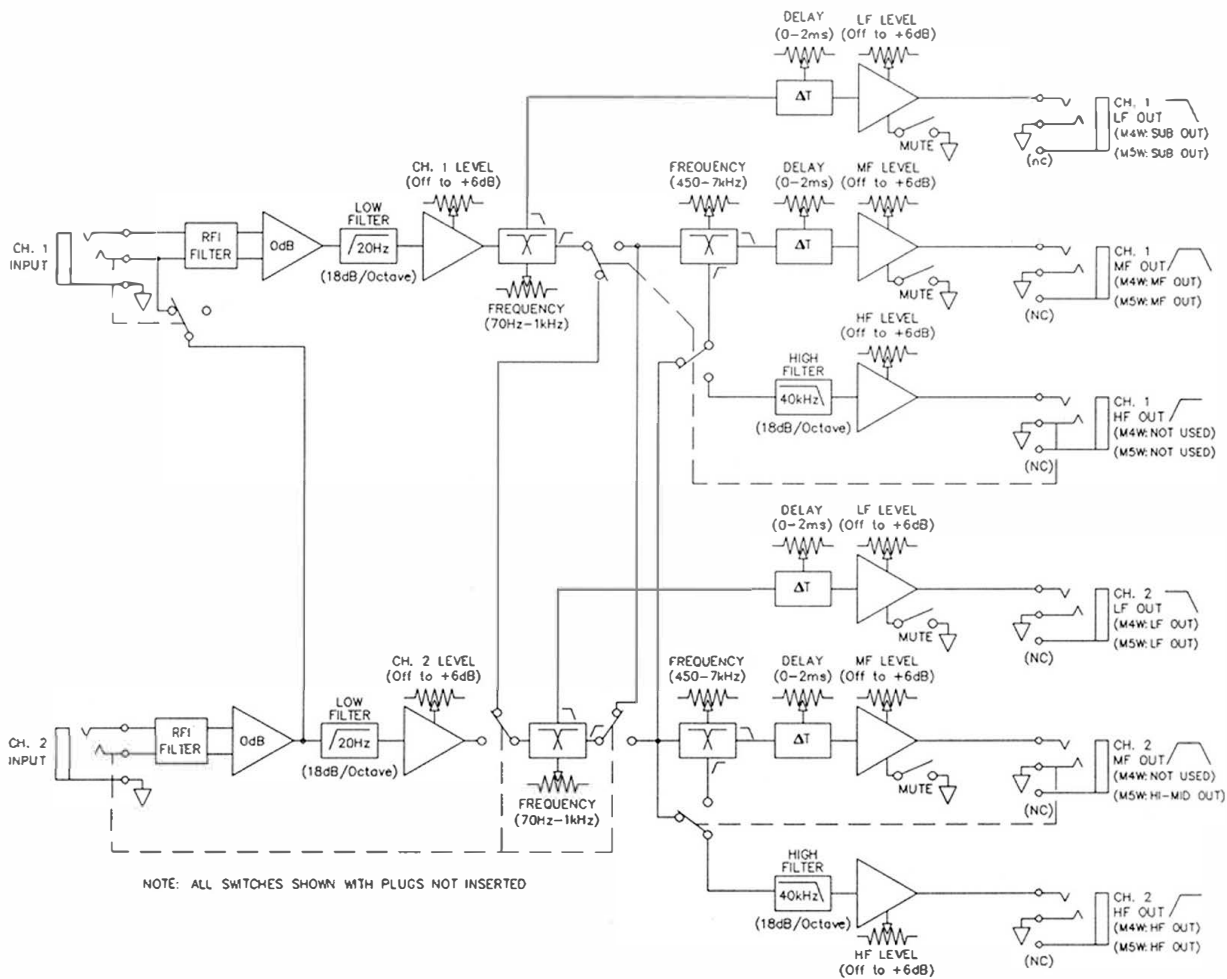 DELAY
(0-2ms)
LF LEVEL
(Off to +6dB)
ΔT
MUTE
(nC)
CH. 1
LF OUT
(M4W: SUB OUT)
(M5W: SUB OUT)
CH. 1 LEVEL
(Off to +6dB)
LOW
FILTER
20Hz
(18dB/Octave)
CH. 1
INPUT
RFI
FILTER
0dB
FREQUENCY
(70Hz-1kHz)
FREQUENCY
(450-7kHz)
DELAY
(0-2ms)
MF LEVEL
(Off to +6dB)
ΔT
MUTE
(NC)
CH. 1
MF OUT
(M4W: MF OUT)
(M5W: MF OUT)
HF LEVEL
(Off to +6dB)
HIGH
FILTER
40kHz
(18dB/Octave)
(NC)
CH. 1
HF OUT
(M4W: NOT USED)
(M5W: NOT USED)
DELAY
(0-2ms)
LF LEVEL
(Off to +6dB)
ΔT
MUTE
(NC)
CH. 2
LF OUT
(M4W: LF OUT)
(M5W: LF OUT)
CH. 2 LEVEL
(Off to +6dB)
LOW
FILTER
20Hz
(18dB/Octave)
CH. 2
INPUT
RFI
FILTER
0dB
FREQUENCY
(70Hz-1kHz)
FREQUENCY
(450-7kHz)
DELAY
(0-2ms)
MF LEVEL
(Off to +6dB)
ΔT
MUTE
(NC)
CH. 2
MF OUT
(M4W: NOT USED)
(M5W: HI-MID OUT)
HIGH
FILTER
40kHz
(18dB/Octave)
HF LEVEL
(Off to +6dB)
(NC)
CH. 2
HF OUT
(M4W: HF OUT)
(M5W: HF OUT)
NOTE: ALL SWITCHES SHOWN WITH PLUGS NOT INSERTED